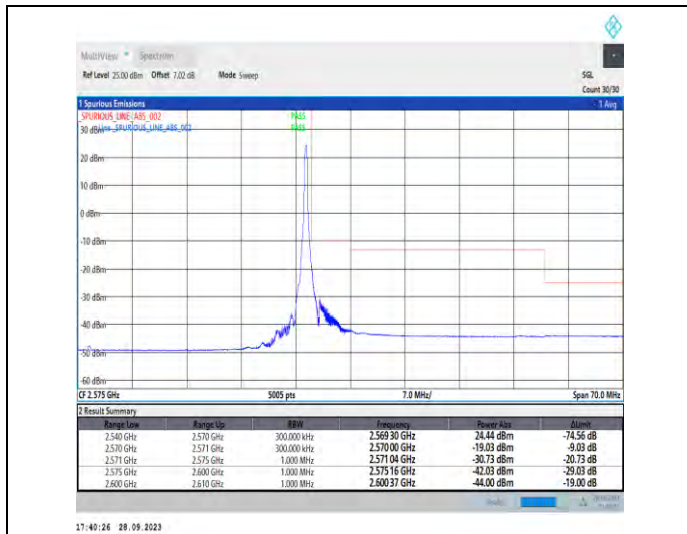 MultiView Spectrum
Ref Level 25.00 dBm Offset 7.02 dB Mode Sweep SGL
Count 30/30
1 Spurious Emissions 1 Avg
_SPURIOUS_LINE_ABS_002 PASS
30 dBm Line _SPURIOUS_LINE_ABS_002 PASS
20 dBm
10 dBm
0 dBm
-10 dBm
-20 dBm
-30 dBm
-40 dBm
-50 dBm
-60 dBm
CF 2.575 GHz 5005 pts 7.0 MHz/ Span 70.0 MHz
2 Result Summary
Range Low Range Up RBW Frequency Power Abs ΔLimit
2.540 GHz 2.570 GHz 300.000 kHz 2.569 30 GHz 24.44 dBm -74.56 dB
2.570 GHz 2.571 GHz 300.000 kHz 2.570 00 GHz -19.03 dBm -9.03 dB
2.571 GHz 2.575 GHz 1.000 MHz 2.571 04 GHz -30.73 dBm -20.73 dB
2.575 GHz 2.600 GHz 1.000 MHz 2.575 16 GHz -42.03 dBm -29.03 dB
2.600 GHz 2.610 GHz 1.000 MHz 2.600 37 GHz -44.00 dBm -19.00 dB
17:40:26 28.09.2023